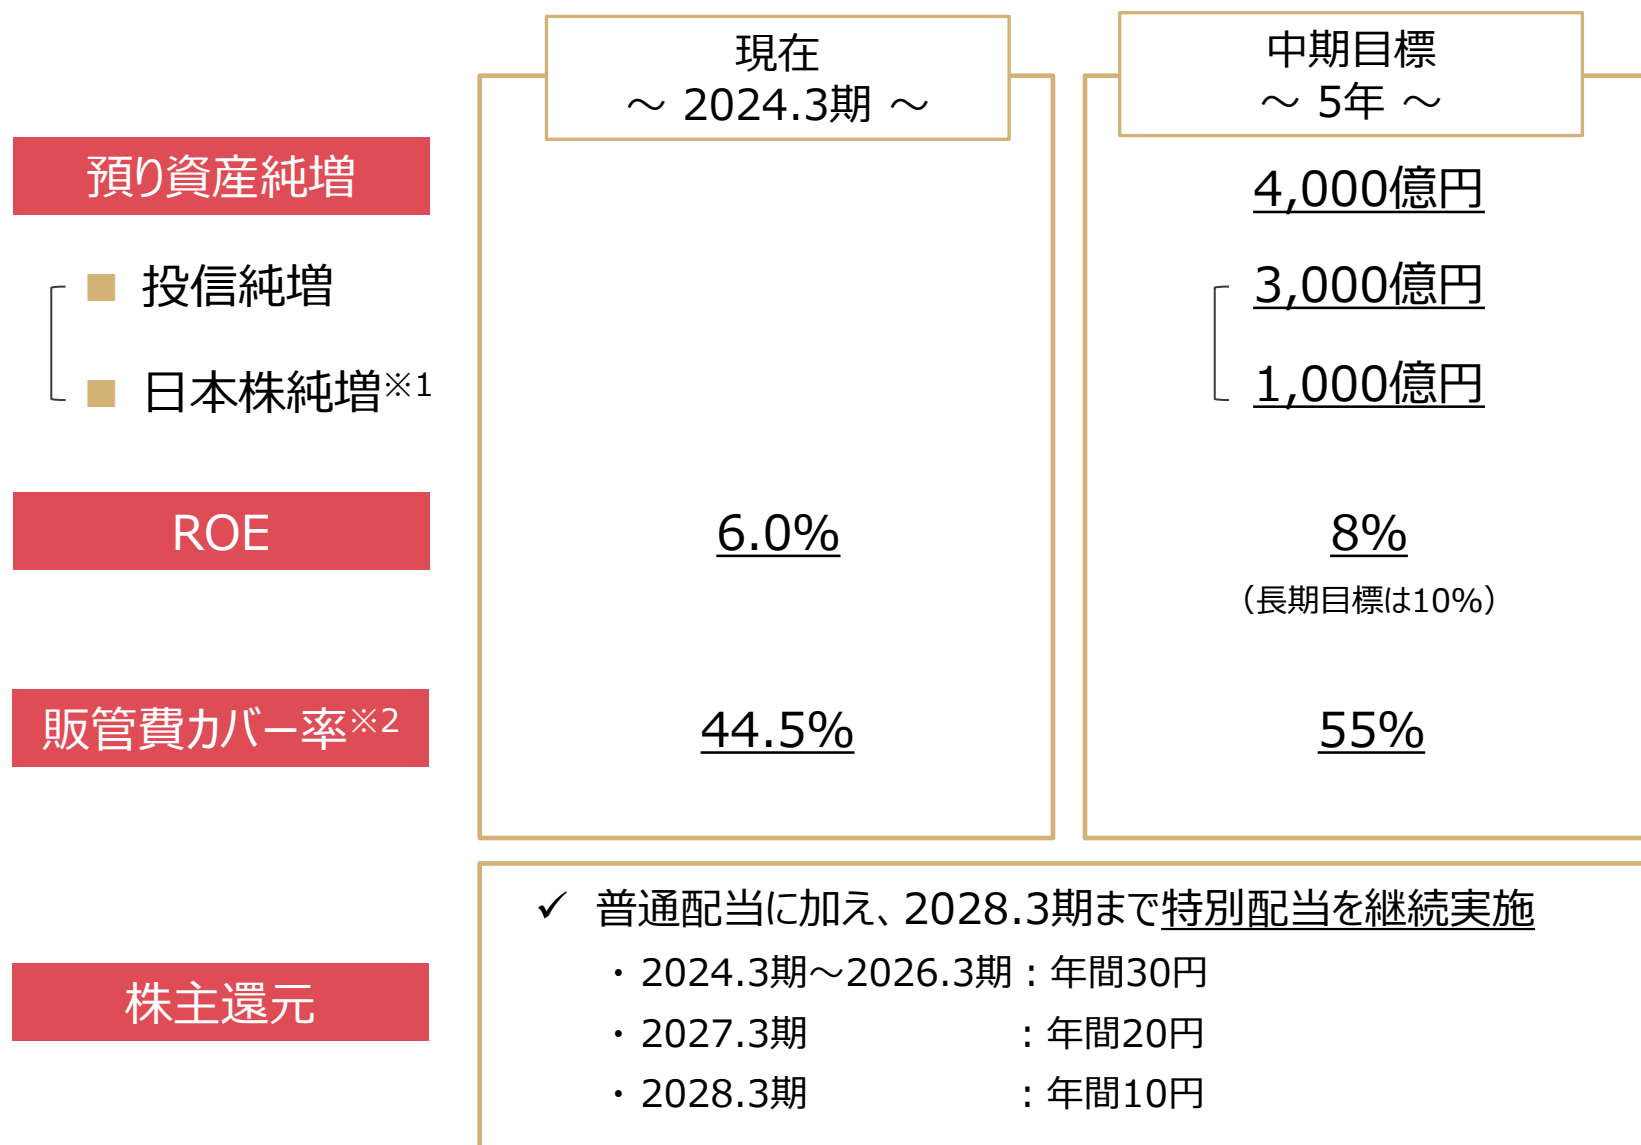 現在
～ 2024.3期 ～
中期目標
～ 5年 ～
預り資産純増
4,000億円
■ 投信純増
3,000億円
■ 日本株純増※1
1,000億円
ROE
6.0%
8%
（長期目標は10%）
販管費カバー率※2
44.5%
55%
株主還元
✓ 普通配当に加え、2028.3期まで特別配当を継続実施
・2024.3期～2026.3期：年間30円
・2027.3期　　　　　：年間20円
・2028.3期　　　　　：年間10円